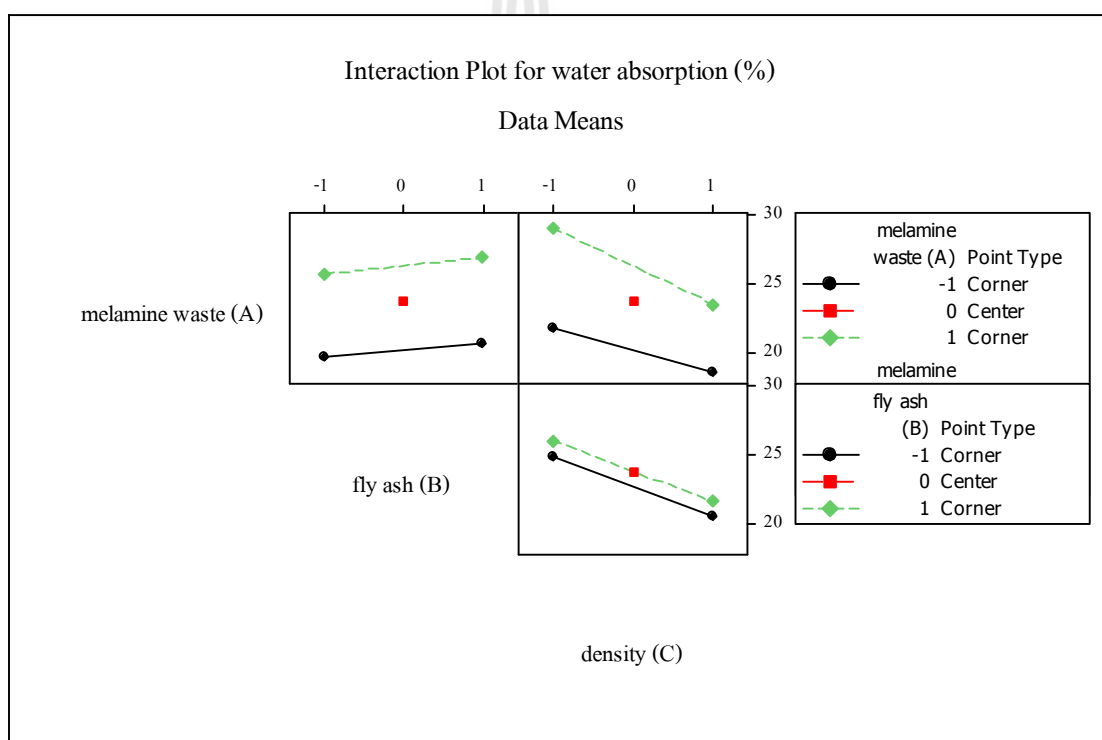 Interaction Plot for water absorption (%)
Data Means
-1 0 1 -1 0 1
30
25
20
melamine waste (A)
melamine
waste (A) Point Type
-1 Corner
0 Center
1 Corner
melamine
30
25
20
fly ash (B)
fly ash
(B) Point Type
-1 Corner
0 Center
1 Corner
density (C)